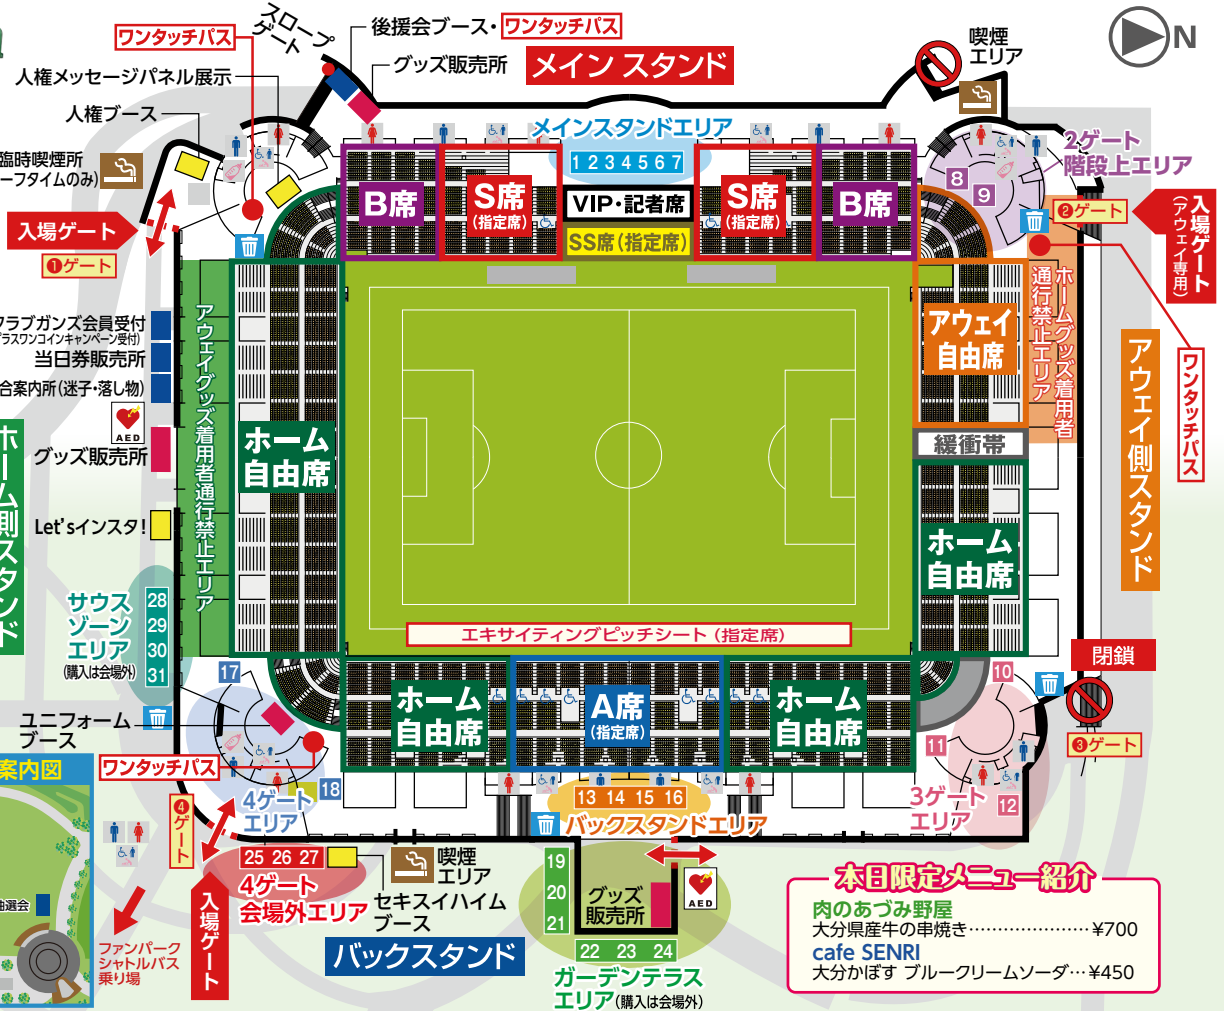 スロープ
ゲート
後援会ブース・ワンタッチパス
ワンタッチパス
グッズ販売所
メイン スタンド
喫煙
エリア
N
人権メッセージパネル展示
人権ブース
臨時喫煙所
ーフタイムのみ)
メインスタンドエリア
1 2 3 4 5 6 7
2ゲート
階段上エリア
8
9
B席
S席
(指定席)
VIP・記者席
SS席(指定席)
S席
(指定席)
B席
入場ゲート
❶ゲート
❷ゲート
入場ゲート
(アウェイ専用)
クラブガンズ会員受付
プラスワンコインキャンペーン受付)
当日券販売所
合案内所(迷子・落し物)
AED
グッズ販売所
Let'sインスタ!
アウェイグッズ着用者通行禁止エリア
ホーム側スタンド
ホーム
自由席
アウェイ
自由席
ホームグッズ着用者
通行禁止エリア
ワンタッチパス
アウェイ側スタンド
緩衝帯
ホーム
自由席
サウス
ゾーン
エリア
(購入は会場外)
28
29
30
31
エキサイティングピッチシート(指定席)
閉鎖
17
10
ホーム
自由席
A席
(指定席)
ホーム
自由席
ユニフォーム
ブース
ワンタッチパス
11
❸ゲート
案内図
18
4ゲート
エリア
13 14 15 16
バックスタンドエリア
3ゲート
エリア
12
❹ゲート
25 26 27
4ゲート
会場外エリア
喫煙
エリア
セキスイハイム
ブース
19
20
21
グッズ
販売所
AED
22 23 24
ガーデンテラス
エリア(購入は会場外)
バックスタンド
入場ゲート
抽選会
ファンパーク
シャトルバス
乗り場
本日限定メニュー紹介
肉のあづみ野屋
大分県産牛の串焼き…………………¥700
cafe SENRI
大分かぼす ブルークリームソーダ…¥450